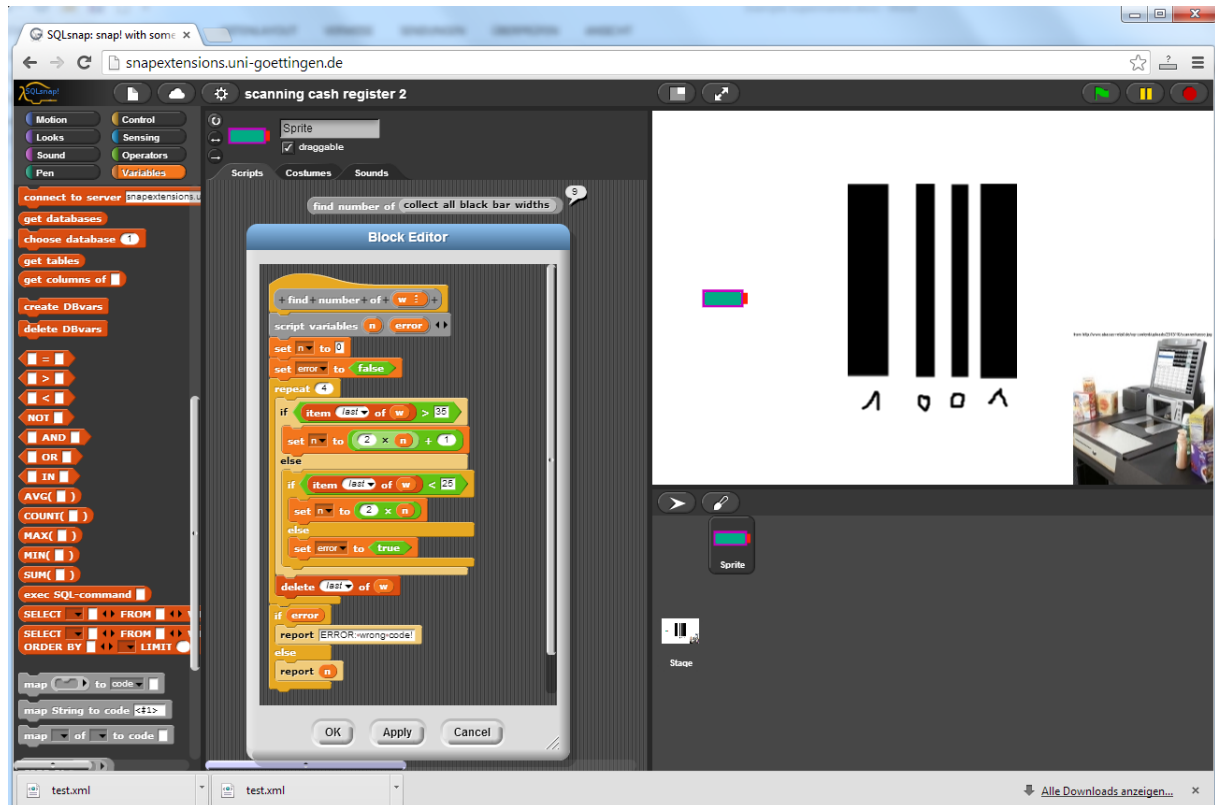 SQLsnap: snap! with some
snapextensions.uni-goettingen.de
SQLsnap!
scanning cash register 2
Motion
Control
Looks
Sensing
Sound
Operators
Pen
Variables
connect to server snapextensions.u
get databases
choose database 1
get tables
get columns of
create DBvars
delete DBvars
=
>
<
NOT
AND
OR
IN
AVG( )
COUNT( )
MAX( )
MIN( )
SUM( )
exec SQL-command
SELECT FROM
SELECT FROM
ORDER BY LIMIT
map to code
map String to code <#1>
map of to code
Sprite
draggable
Scripts Costumes Sounds
find number of collect all black bar widths
9
Block Editor
+ find + number + of + w +
script variables n error
set n to 0
set error to false
repeat 4
if item last of w > 35
set n to 2 × n + 1
else
if item last of w < 25
set n to 2 × n
else
set error to true
delete last of w
if error
report ERROR:-wrong-code!
else
report n
OK Apply Cancel
1 0 0 1
Sprite
Stage
test.xml
test.xml
Alle Downloads anzeigen...